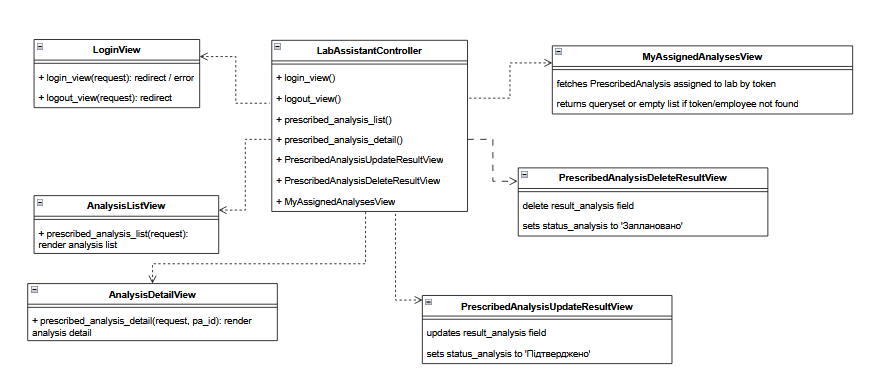 LoginView
+ login_view(request): redirect / error
+ logout_view(request): redirect
LabAssistantController
+ login_view()
+ logout_view()
+ prescribed_analysis_list()
+ prescribed_analysis_detail()
+ PrescribedAnalysisUpdateResultView
+ PrescribedAnalysisDeleteResultView
+ MyAssignedAnalysesView
MyAssignedAnalysesView
fetches PrescribedAnalysis assigned to lab by token
returns queryset or empty list if token/employee not found
PrescribedAnalysisDeleteResultView
delete result_analysis field
sets status_analysis to 'Заплановано'
AnalysisListView
+ prescribed_analysis_list(request):
render analysis list
AnalysisDetailView
+ prescribed_analysis_detail(request, pa_id): render
analysis detail
PrescribedAnalysisUpdateResultView
updates result_analysis field
sets status_analysis to 'Підтверджено'